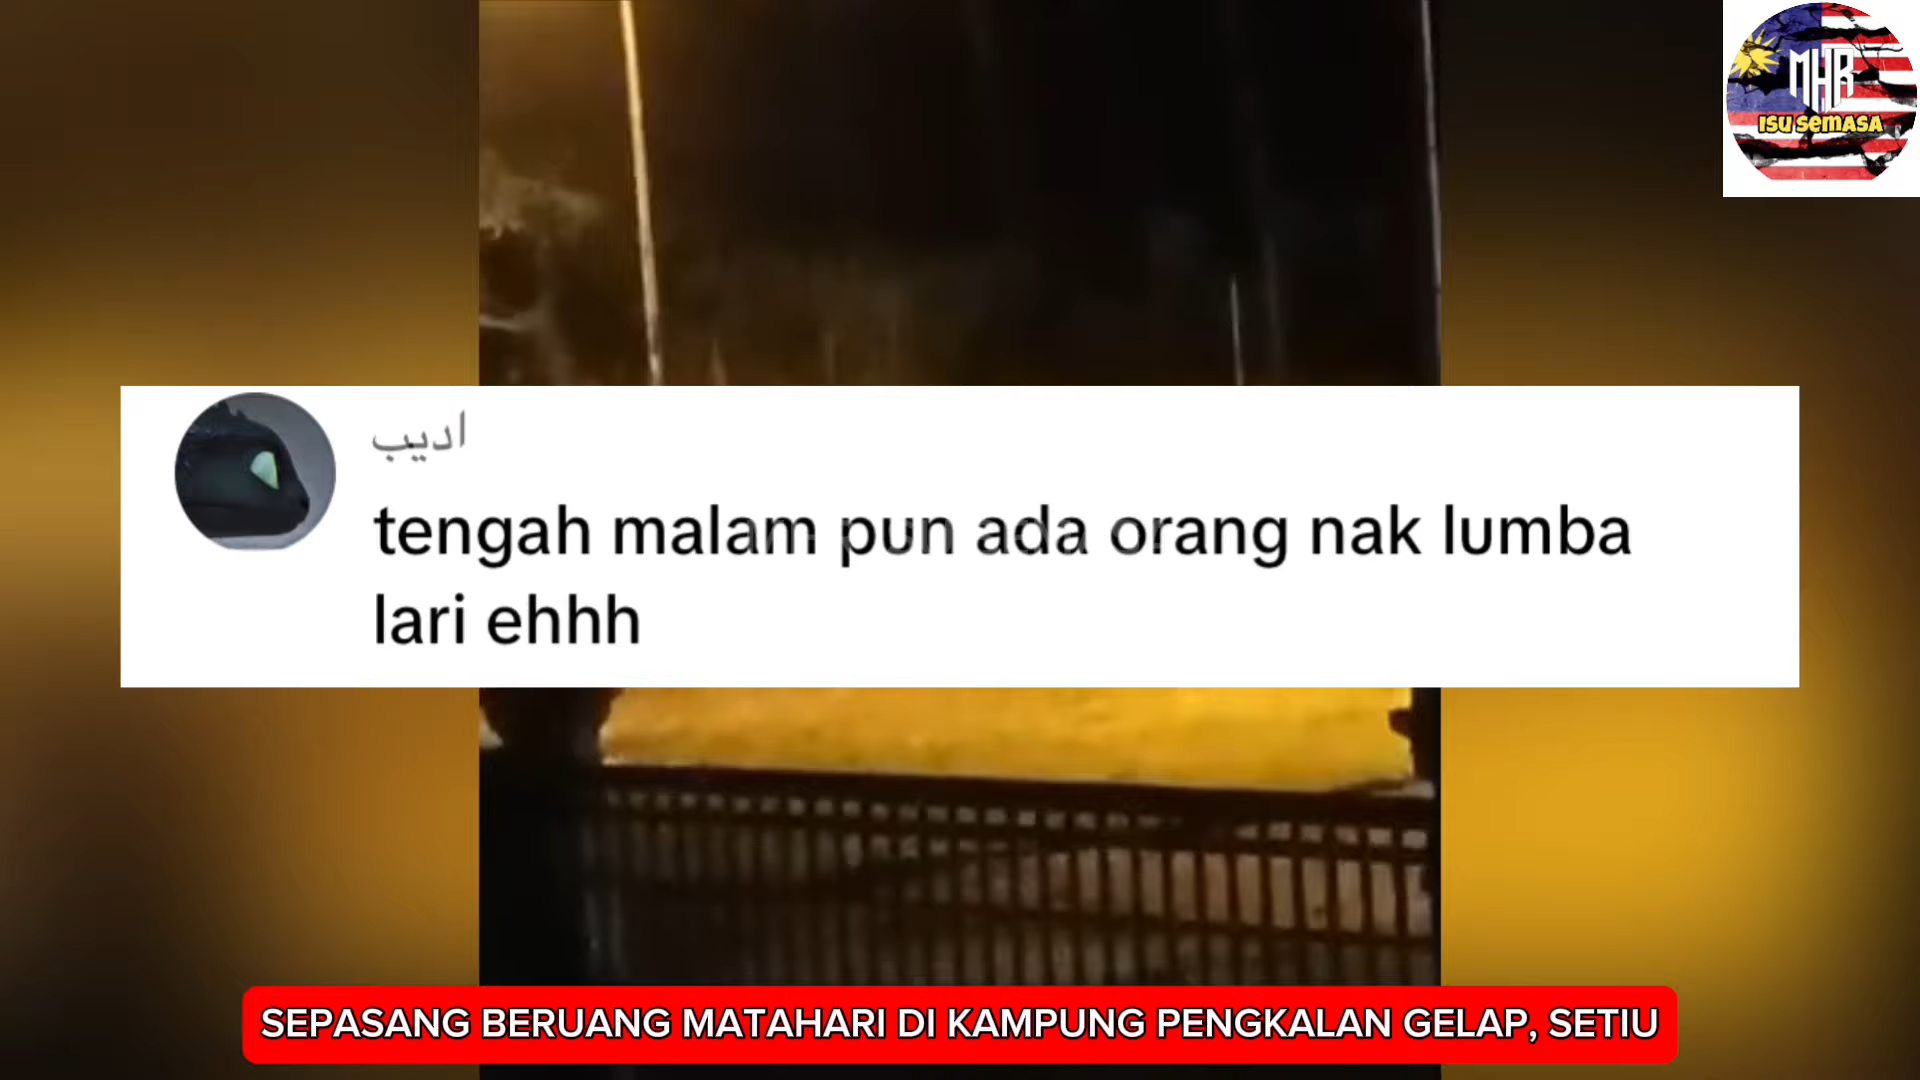 MHR
ISU SEMASA
اديب
tengah malam pun ada orang nak lumba
lari ehhh
SEPASANG BERUANG MATAHARI DI KAMPUNG PENGKALAN GELAP, SETIU